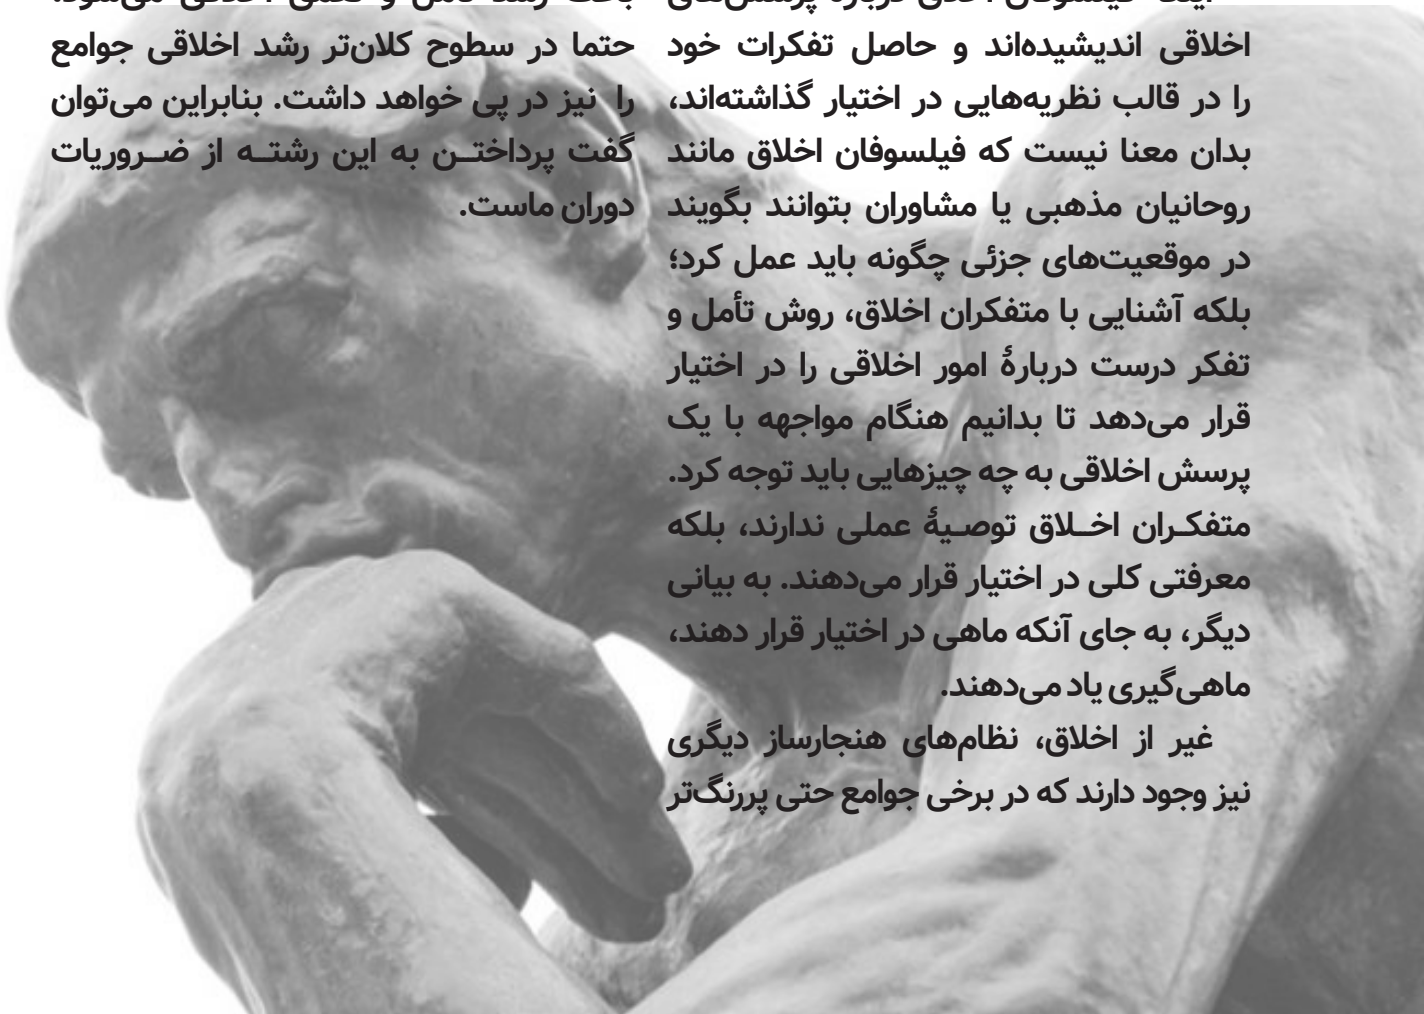 اخلاقی اندیشیده‌اند و حاصل تفکرات خود
را در قالب نظریه‌هایی در اختیار گذاشته‌اند،
بدان معنا نیست که فیلسوفان اخلاق مانند
روحانیان مذهبی یا مشاوران بتوانند بگویند
در موقعیت‌های جزئی چگونه باید عمل کرد؛
بلکه آشنایی با متفکران اخلاق، روش تأمل و
تفکر درست دربارهٔ امور اخلاقی را در اختیار
قرار می‌دهد تا بدانیم هنگام مواجهه با یک
پرسش اخلاقی به چه چیزهایی باید توجه کرد.
متفکـران اخــلاق توصـیهٔ عملی ندارند، بلکه
معرفتی کلی در اختیار قرار می‌دهند. به بیانی
دیگر، به جای آنکه ماهی در اختیار قرار دهند،
ماهی‌گیری یاد می‌دهند.
غیر از اخلاق، نظام‌های هنجارساز دیگری
نیز وجود دارند که در برخی جوامع حتی پررنگ‌تر
حتما در سطوح کلان‌تر رشد اخلاقی جوامع
را نیز در پی خواهد داشت. بنابراین می‌توان
گفت پرداختــن به این رشتــه از ضــروریات
دوران ماست.